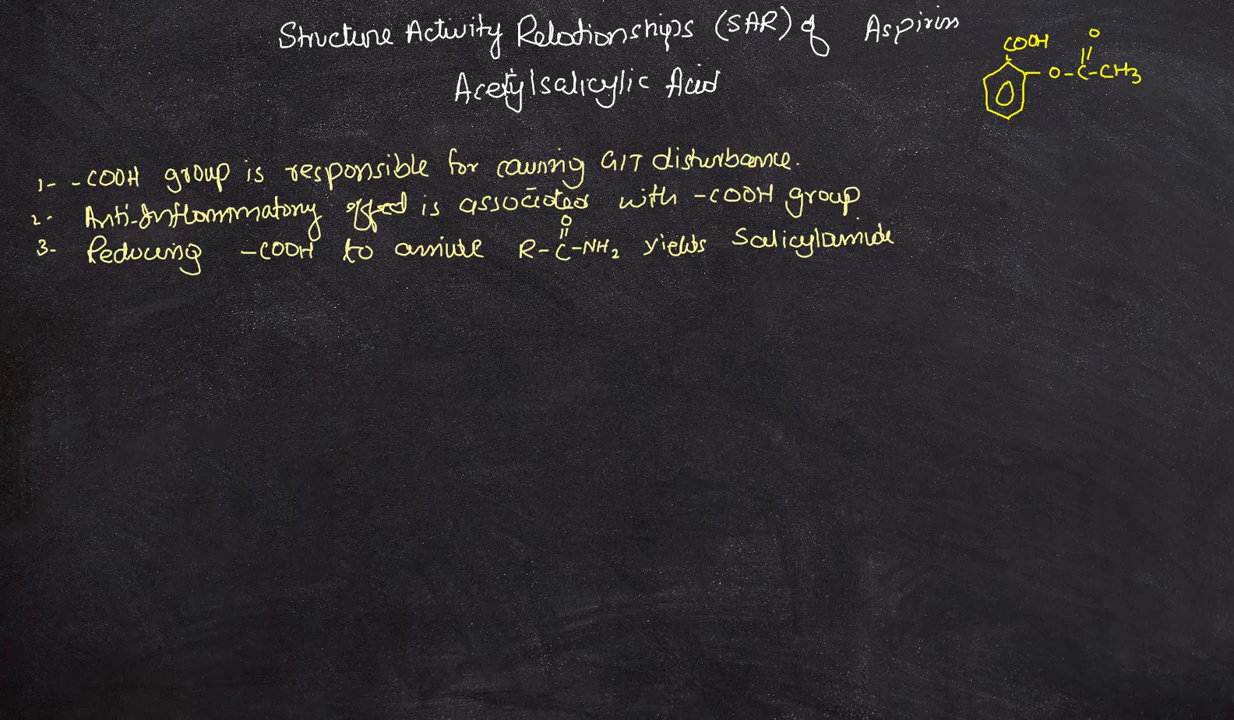 Structure Activity Relationships (SAR) of Aspirin
Acetylsalicylic Acid
COOH
O
O-C-CH3
1- -COOH group is responsible for causing GIT disturbance.
2- Anti-Inflammatory effect is associated with -COOH group
3- Reducing -COOH to amide R-C-NH2 yields Salicylamide
O